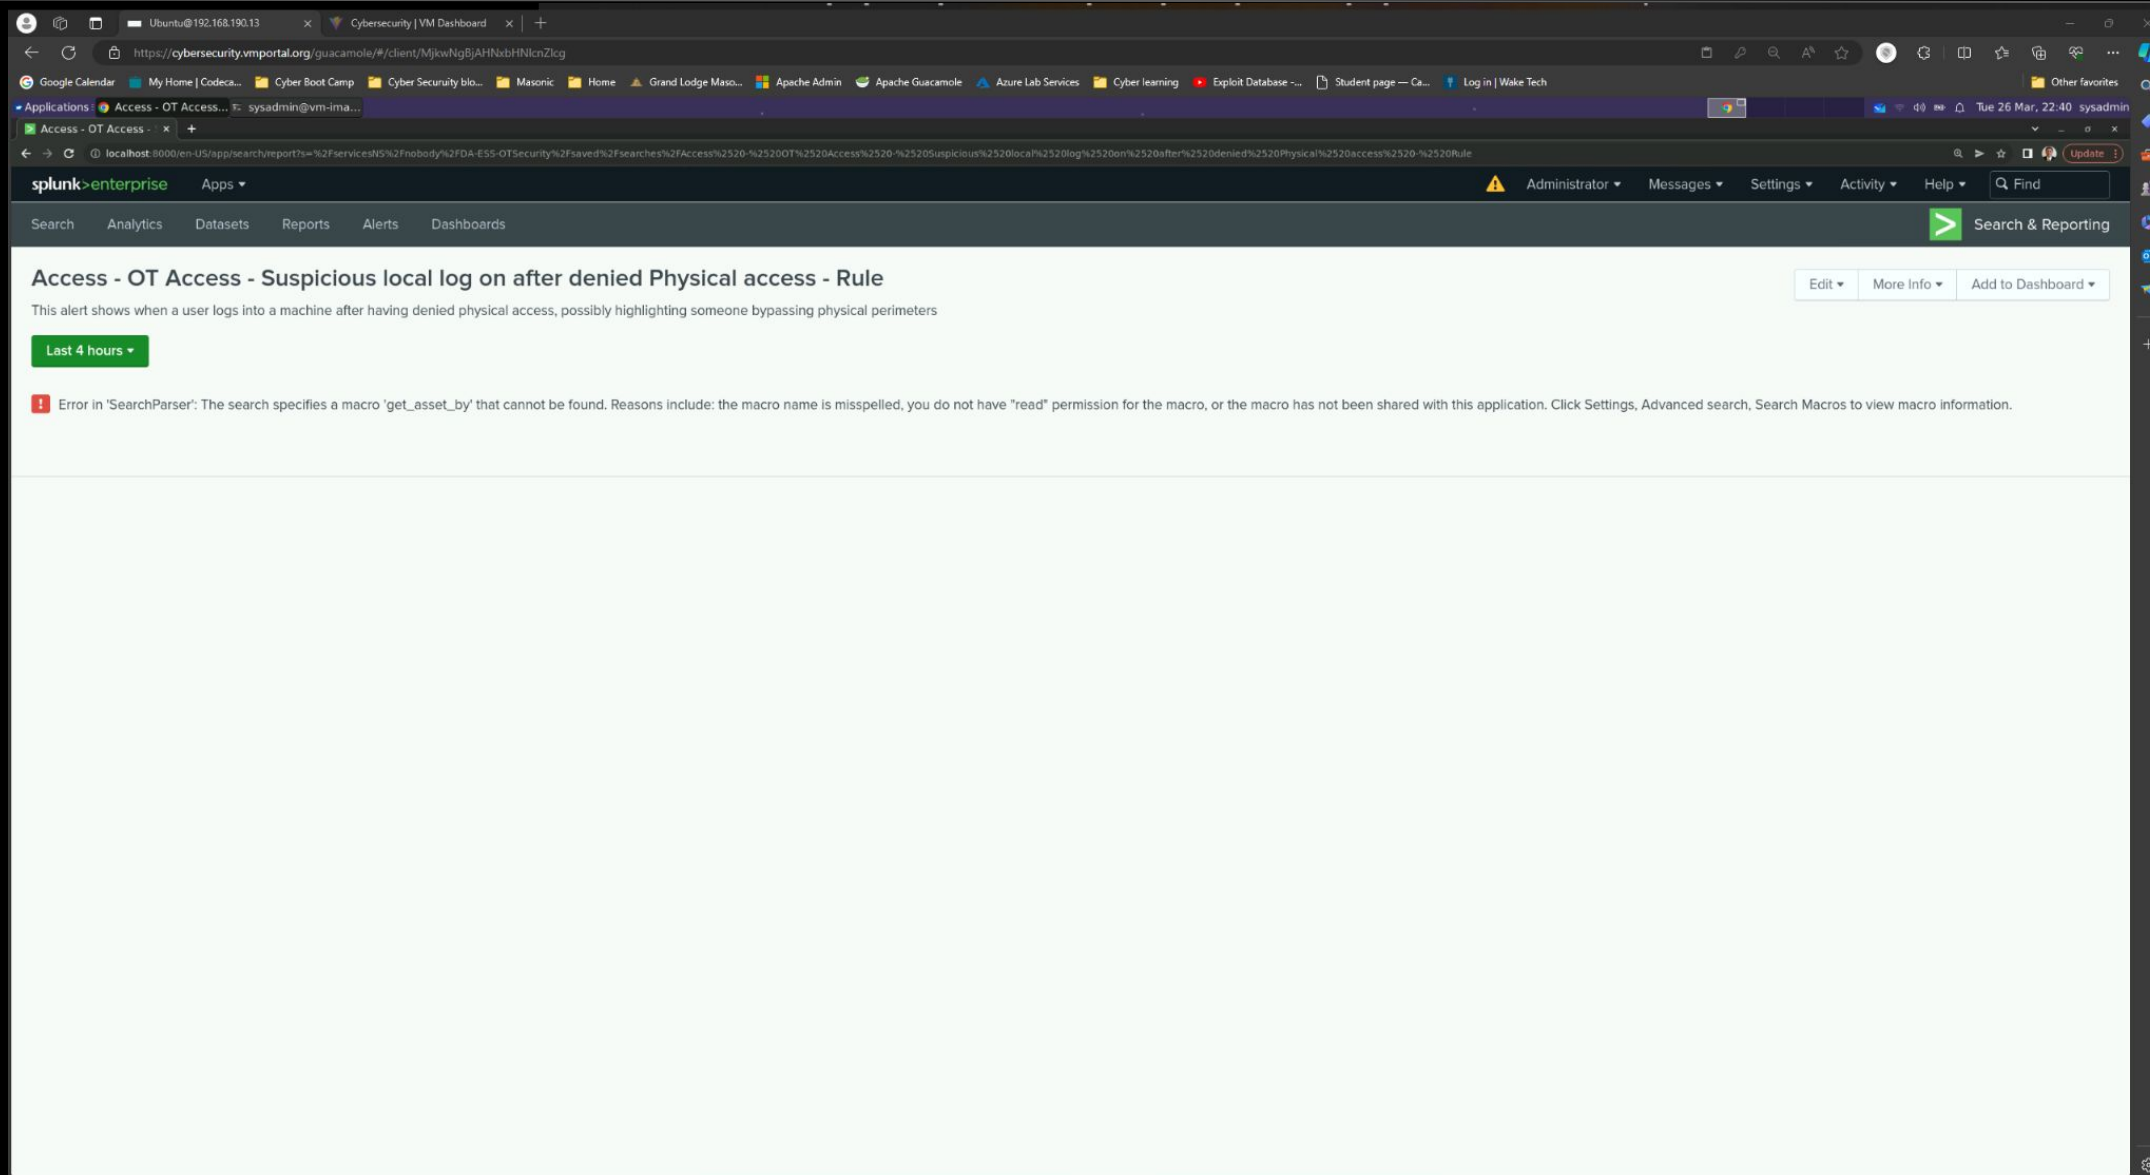 Ubuntu@192.168.190.13 Cybersecurity | VM Dashboard
https://cybersecurity.vmportal.org/guacamole/#/client/MjkwNgBjAHNxbHNlcnZlcg
Google Calendar My Home | Codeca... Cyber Boot Camp Cyber Securuity blo... Masonic Home Grand Lodge Maso... Apache Admin Apache Guacamole Azure Lab Services Cyber learning Exploit Database -... Student page — Ca... Log in | Wake Tech Other favorites
Applications Access - OT Access... sysadmin@vm-ima... Tue 26 Mar, 22:40 sysadmin
Access - OT Access -
localhost:8000/en-US/app/search/report?s=%2FservicesNS%2Fnobody%2FDA-ESS-OTSecurity%2Fsaved%2Fsearches%2FAccess%2520-%2520OT%2520Access%2520-%2520Suspicious%2520local%2520log%2520on%2520after%2520denied%2520Physical%2520access%2520-%2520Rule Update
splunk>enterprise Apps Administrator Messages Settings Activity Help Find
Search Analytics Datasets Reports Alerts Dashboards Search & Reporting
Access - OT Access - Suspicious local log on after denied Physical access - Rule
Edit More Info Add to Dashboard
This alert shows when a user logs into a machine after having denied physical access, possibly highlighting someone bypassing physical perimeters
Last 4 hours
Error in 'SearchParser': The search specifies a macro 'get_asset_by' that cannot be found. Reasons include: the macro name is misspelled, you do not have "read" permission for the macro, or the macro has not been shared with this application. Click Settings, Advanced search, Search Macros to view macro information.